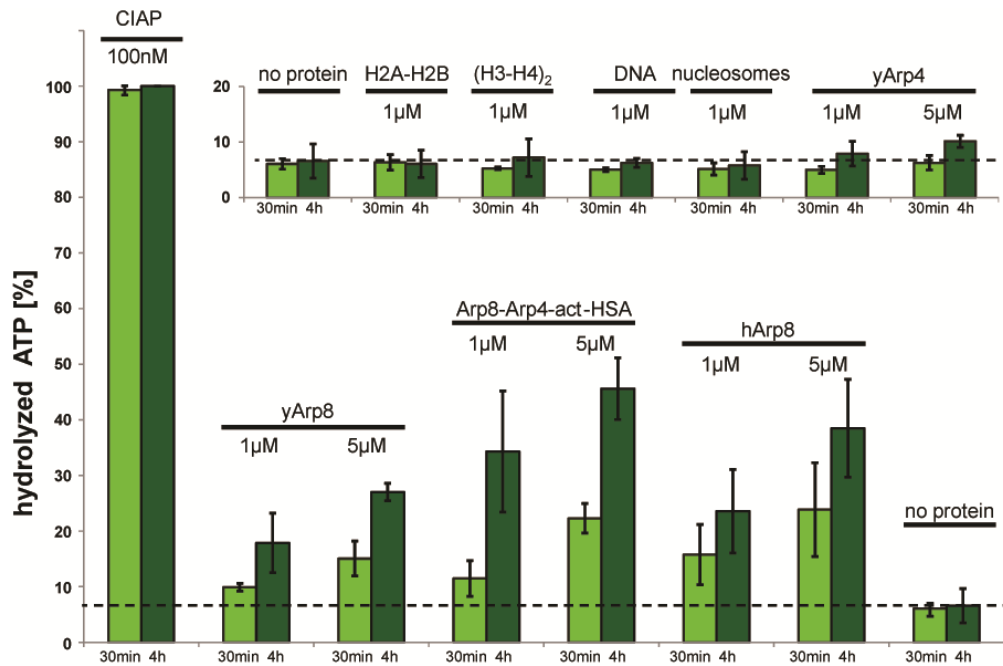 CIAP
100nM
no protein H2A-H2B (H3-H4)₂ DNA nucleosomes yArp4
1µM 1µM 1µM 1µM 1µM 5µM
20
10
0
30min 4h 30min 4h 30min 4h 30min 4h 30min 4h 30min 4h 30min 4h
hydrolyzed ATP [%]
100
90
80
70
60
50
40
30
20
10
0
Arp8-Arp4-act-HSA
1µM 5µM
hArp8
1µM 5µM
yArp8
1µM 5µM
no protein
30min 4h 30min 4h 30min 4h 30min 4h 30min 4h 30min 4h 30min 4h 30min 4h